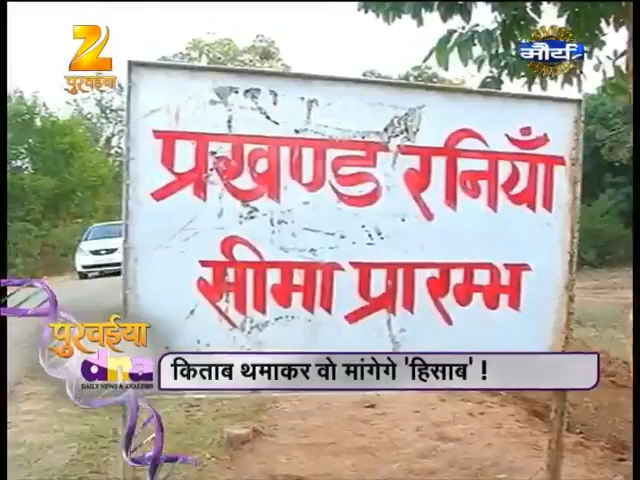 Z
पुरवईया
मौर्य
प्रखण्ड रनियाँ
सीमा प्रारम्भ
पुरवईया
dna
DAILY NEWS & ANALYSIS
किताब थमाकर वो मांगेगे 'हिसाब' !